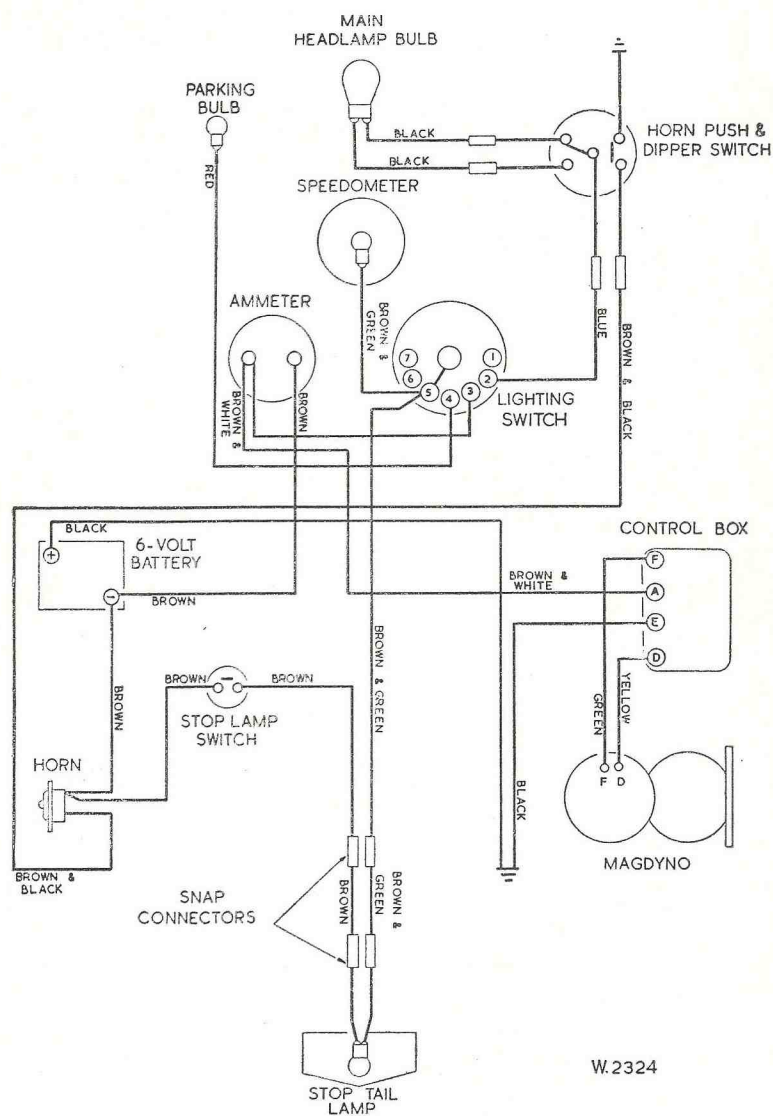 MAIN
HEADLAMP BULB
PARKING
BULB
BLACK
HORN PUSH &
DIPPER SWITCH
BLACK
RED
SPEEDOMETER
AMMETER
BROWN &
GREEN
BLUE
BROWN & BLACK
7
1
6
2
5
3
4
LIGHTING
SWITCH
BROWN &
WHITE
BROWN
BLACK
CONTROL BOX
+
6-VOLT
BATTERY
F
BROWN &
WHITE
A
−
BROWN
E
BROWN & GREEN
D
BROWN
BROWN
BROWN
YELLOW
GREEN
STOP LAMP
SWITCH
HORN
F D
BLACK
MAGDYNO
BROWN &
BLACK
SNAP
CONNECTORS
BROWN
BROWN &
GREEN
W.2324
STOP TAIL
LAMP